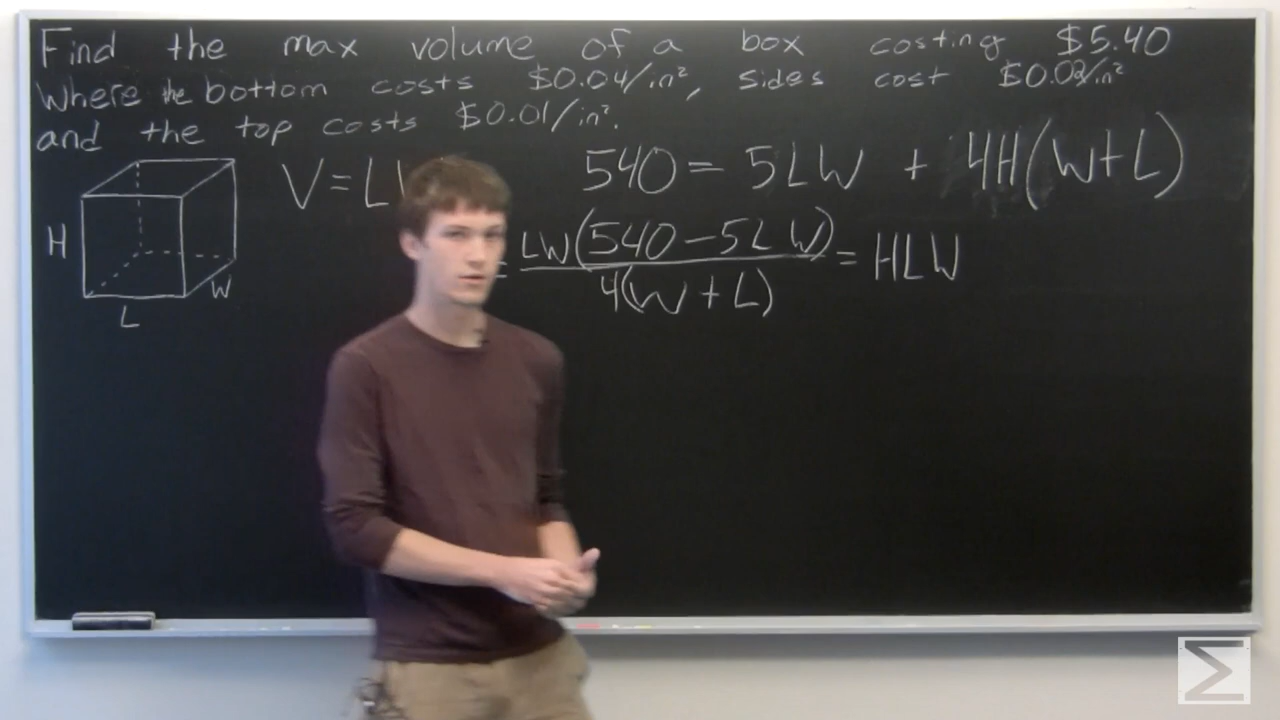 Find the max volume of a box costing $5.40
Where the bottom costs $0.04/in², sides cost $0.02/in²
and the top costs $0.01/in².
V=L
540= 5LW + 4H(W+L)
= LW(540-5LW)/4(W+L) = HLW
H
W
L
Σ